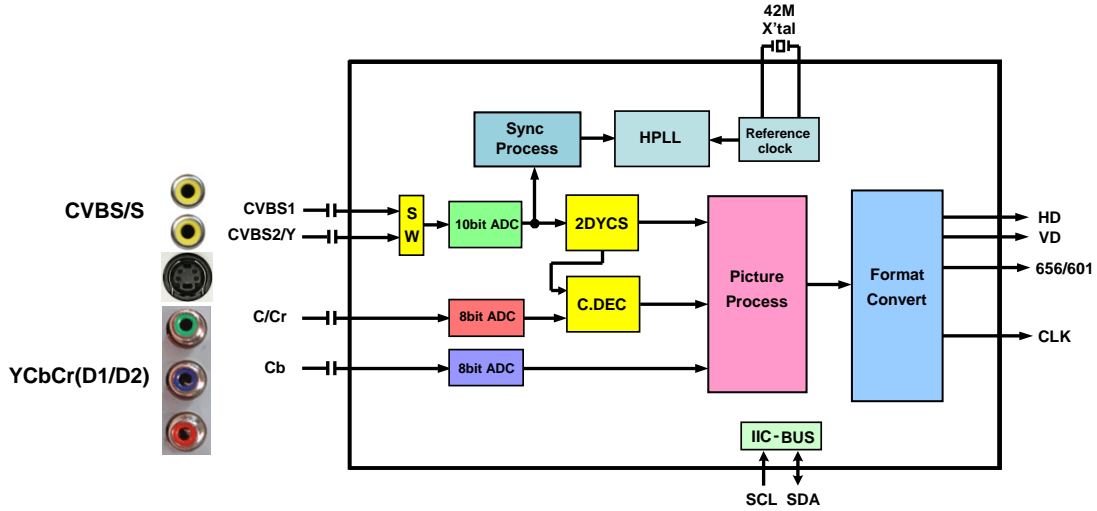 42M
X'tal
Sync
Process
HPLL
Reference
clock
CVBS/S
CVBS1
CVBS2/Y
S
W
10bit ADC
2DYCS
Picture
Process
Format
Convert
HD
VD
656/601
C/Cr
8bit ADC
C.DEC
CLK
YCbCr(D1/D2)
Cb
8bit ADC
IIC-BUS
SCL SDA